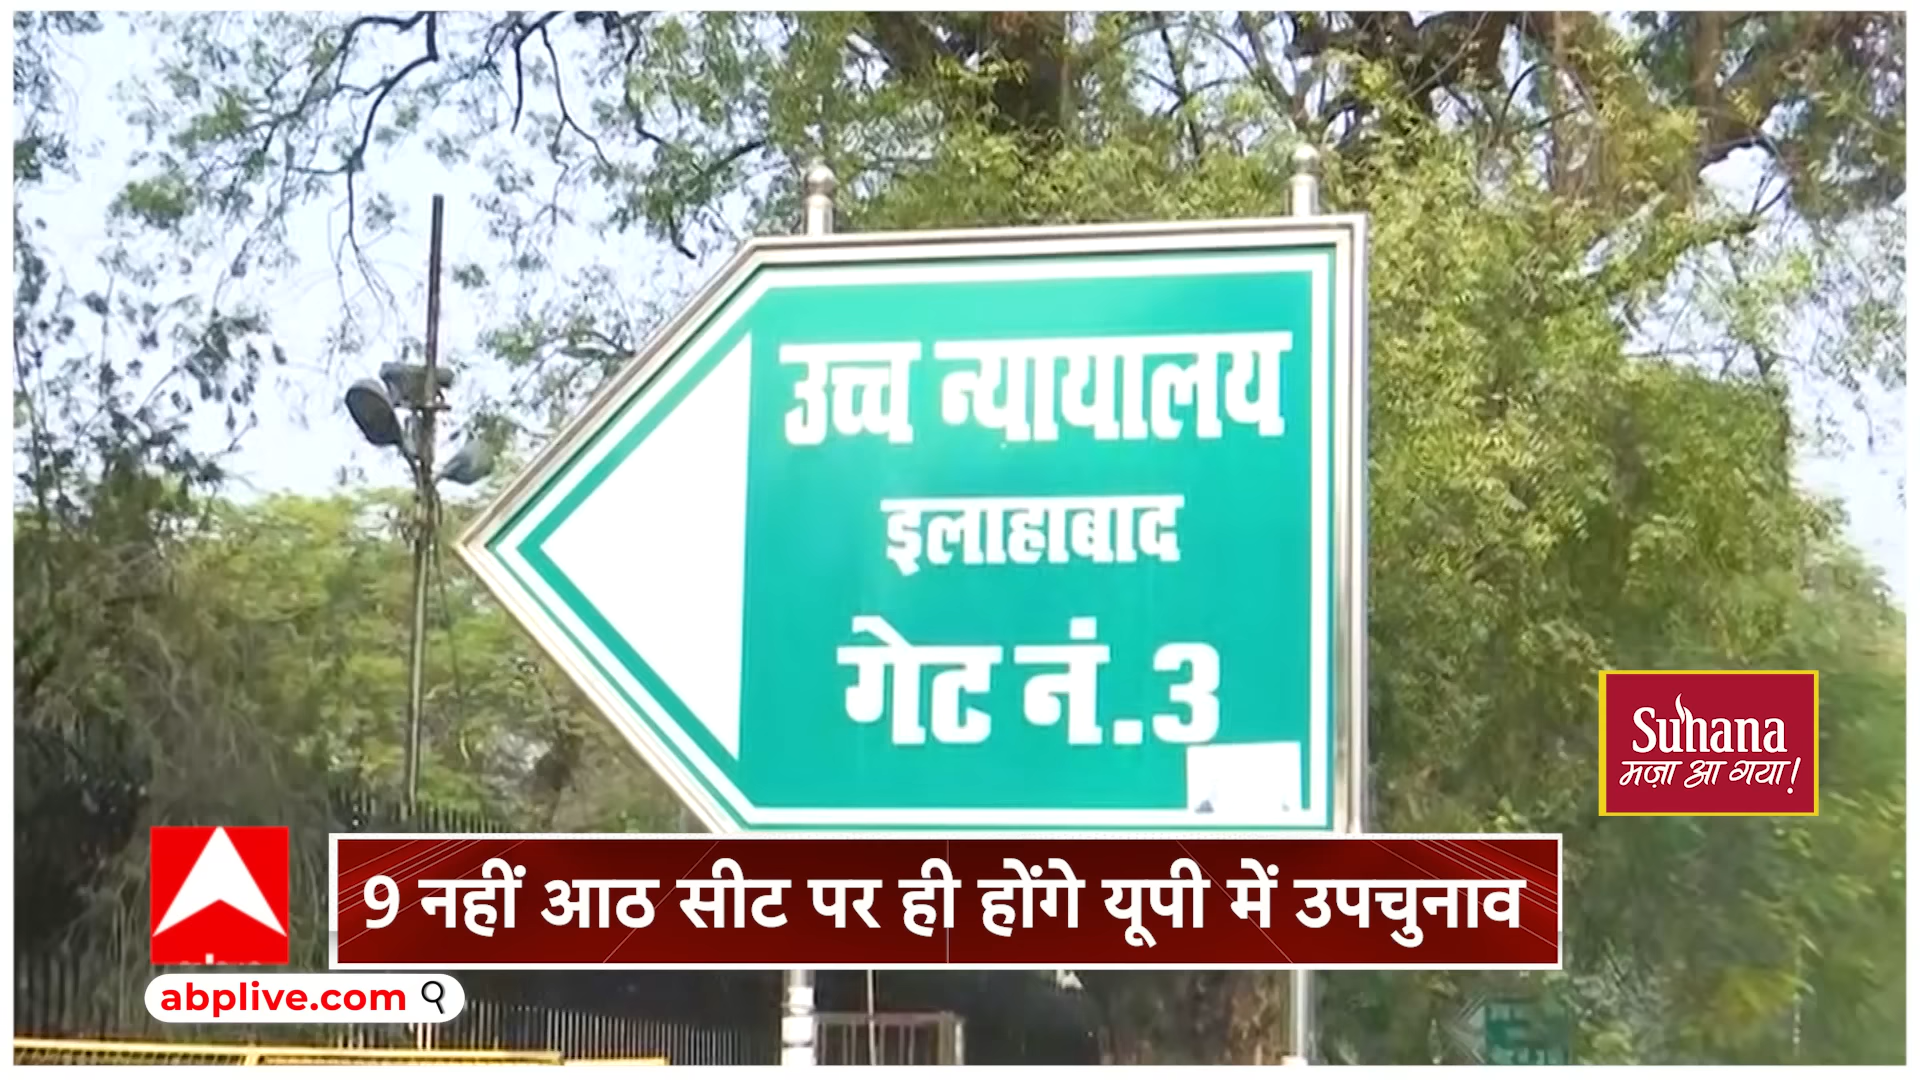 उच्च न्यायालय
इलाहाबाद
गेट नं.3
Suhana
मज़ा आ गया!
9 नहीं आठ सीट पर ही होंगे यूपी में उपचुनाव
abplive.com